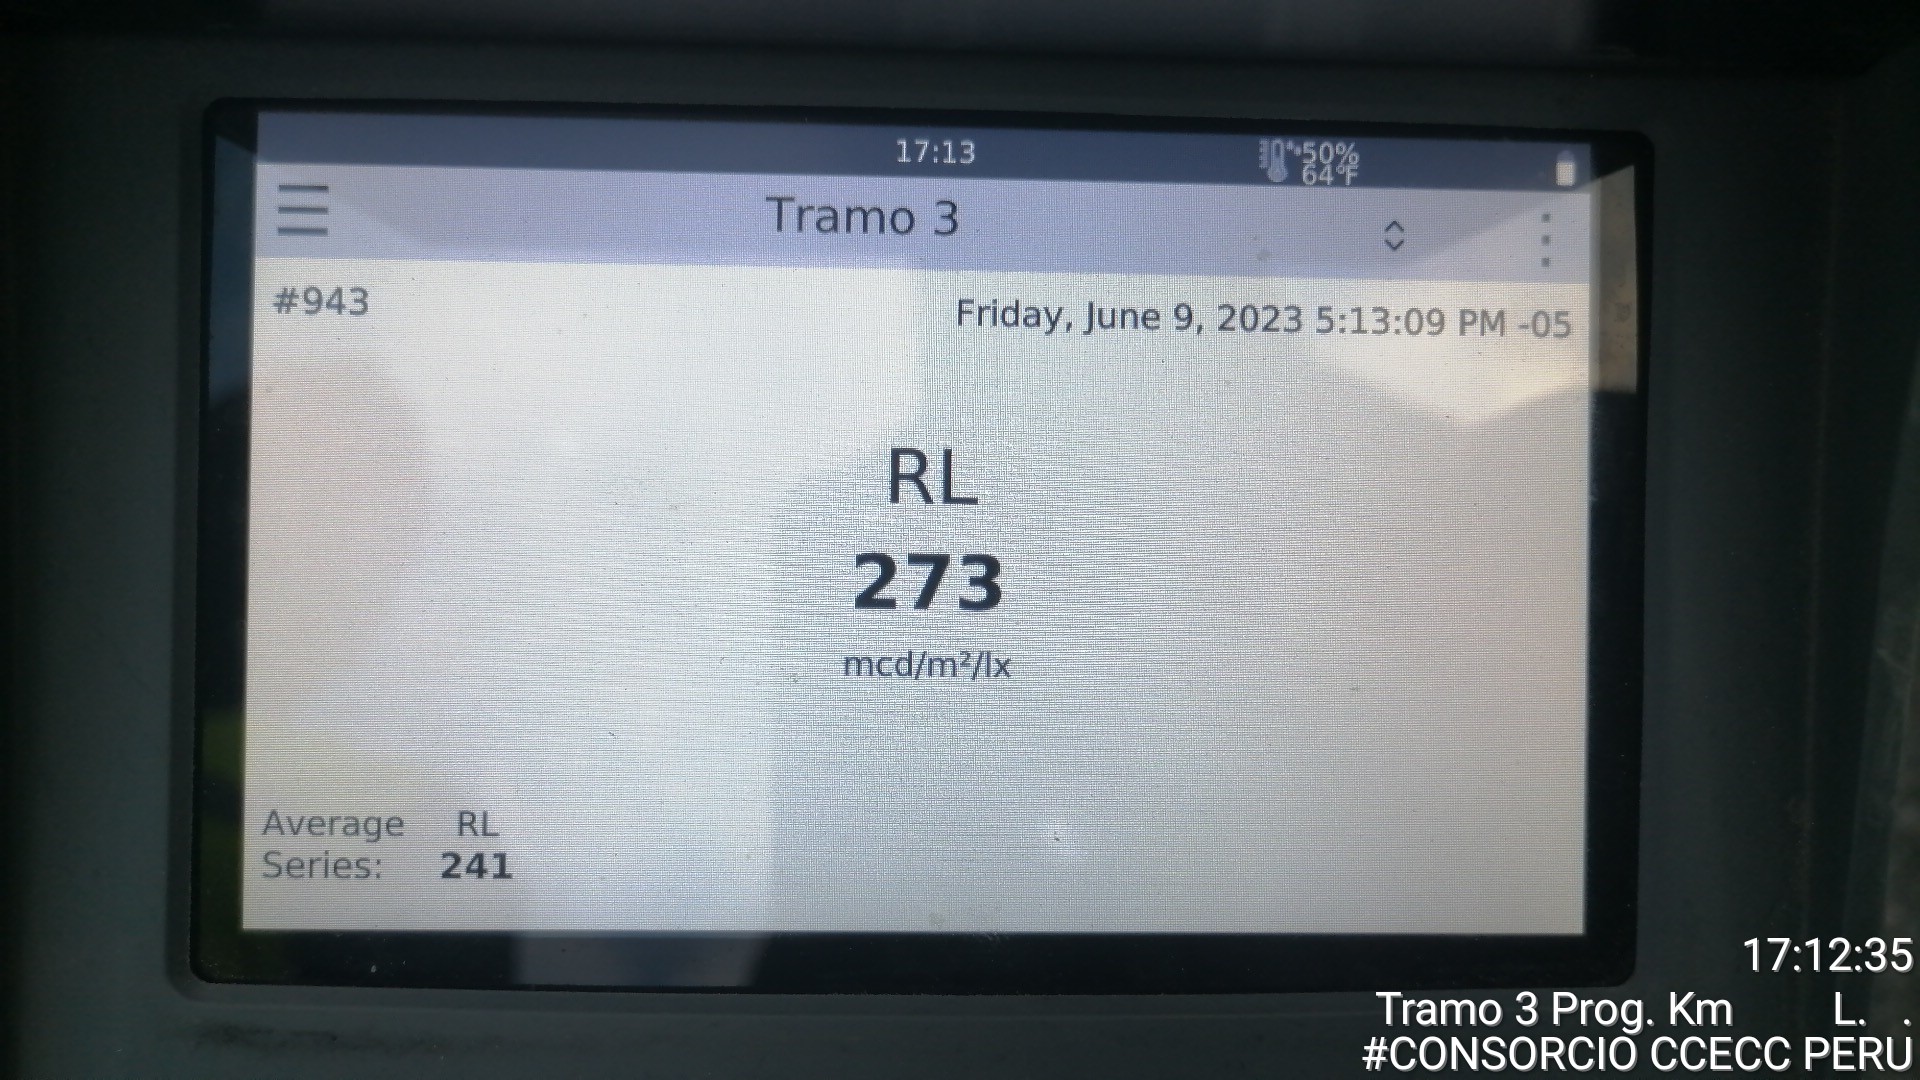 17:13
50%
64°F
Tramo 3
#943
Friday, June 9, 2023 5:13:09 PM -05
RL
273
mcd/m²/lx
Average RL
Series: 241
17:12:35
Tramo 3 Prog. Km L. .
#CONSORCIO CCECC PERU